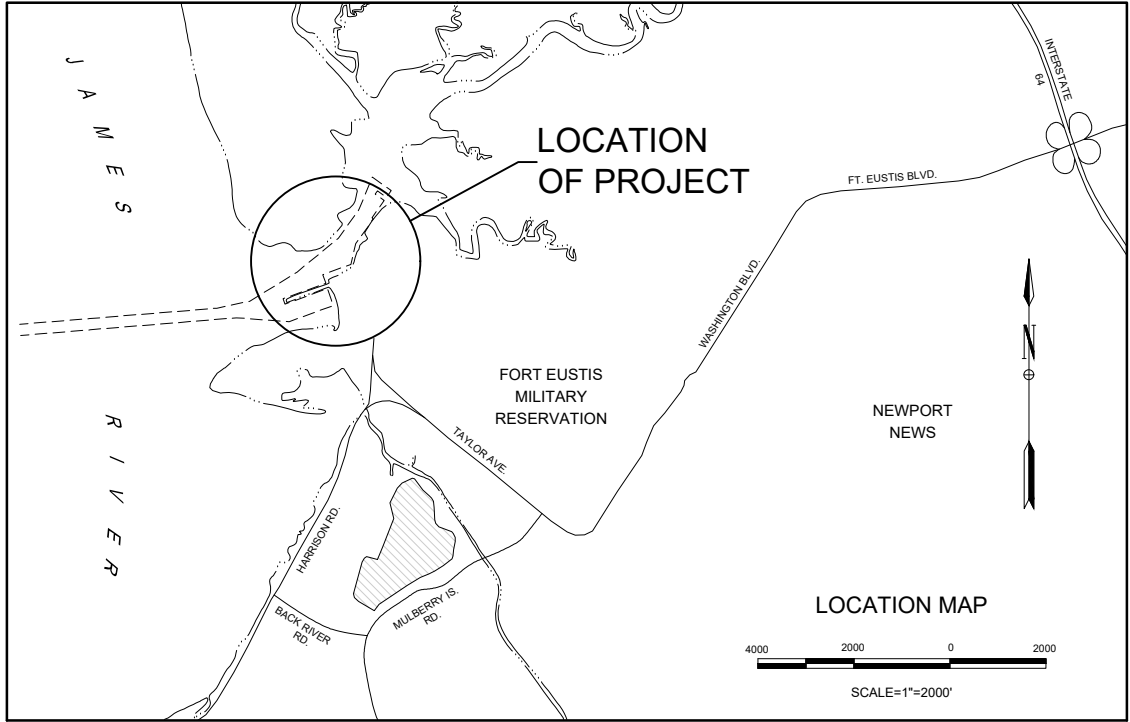 JAMES
RIVER
LOCATION
OF PROJECT
INTERSTATE
64
FT. EUSTIS BLVD.
WASHINGTON BLVD.
N
FORT EUSTIS
MILITARY
RESERVATION
NEWPORT
NEWS
TAYLOR AVE.
HARRISON RD.
BACK RIVER
RD.
MULBERRY IS.
RD.
LOCATION MAP
4000 2000 0 2000
SCALE=1"=2000'